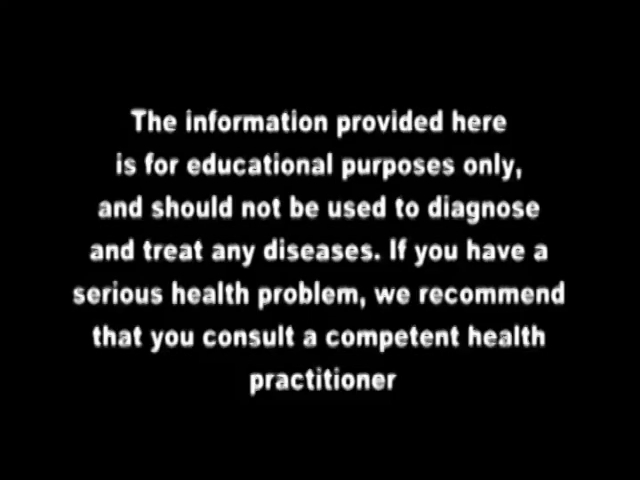 The information provided here
is for educational purposes only,
and should not be used to diagnose
and treat any diseases. If you have a
serious health problem, we recommend
that you consult a competent health
practitioner